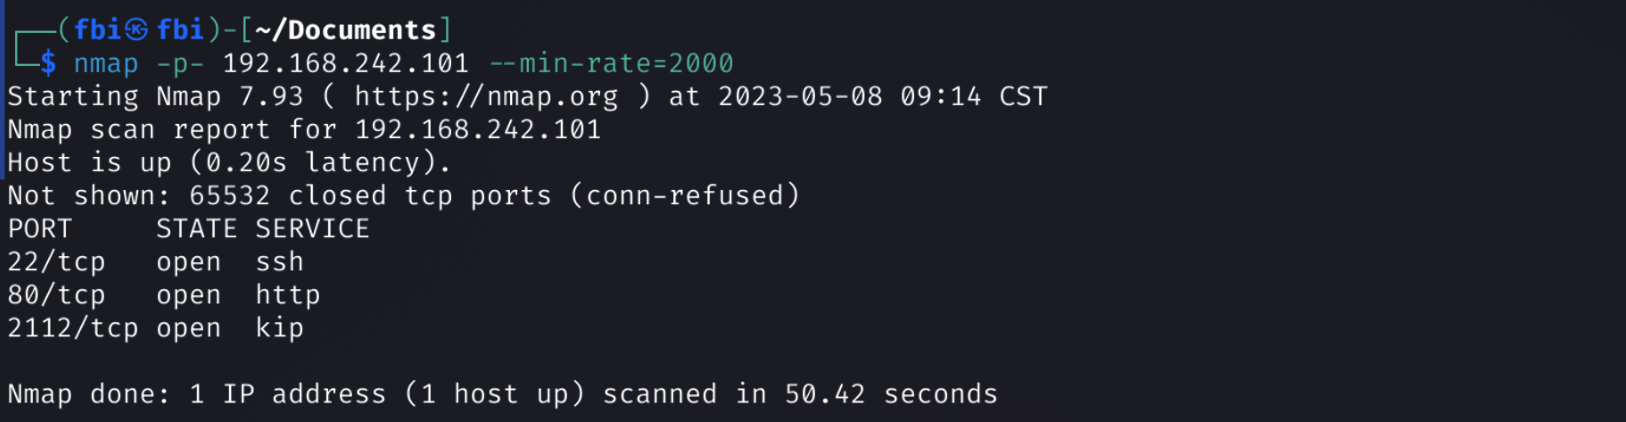 ┌──(fbi㉿fbi)-[~/Documents]
└─$ nmap -p- 192.168.242.101 --min-rate=2000
Starting Nmap 7.93 ( https://nmap.org ) at 2023-05-08 09:14 CST
Nmap scan report for 192.168.242.101
Host is up (0.20s latency).
Not shown: 65532 closed tcp ports (conn-refused)
PORT     STATE SERVICE
22/tcp   open  ssh
80/tcp   open  http
2112/tcp open  kip
Nmap done: 1 IP address (1 host up) scanned in 50.42 seconds